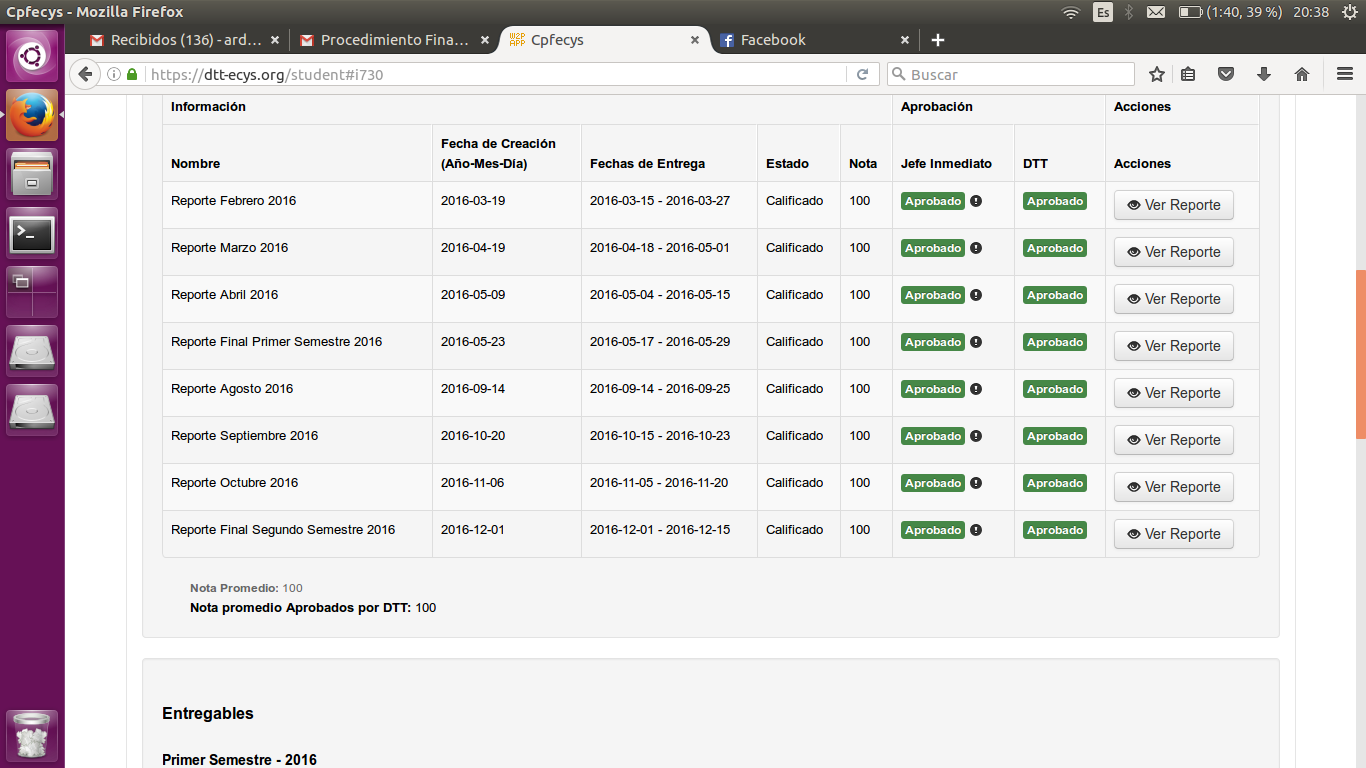 Cpfecys - Mozilla Firefox
Es
(1:40, 39 %)
20:38
Recibidos (136) - ard...
Procedimiento Fina...
W2P APP
Cpfecys
Facebook
https://dtt-ecys.org/student#i730
Buscar
Información Aprobación Acciones
Nombre Fecha de Creación (Año-Mes-Día) Fechas de Entrega Estado Nota Jefe Inmediato DTT Acciones
Reporte Febrero 2016 2016-03-19 2016-03-15 - 2016-03-27 Calificado 100 Aprobado Aprobado Ver Reporte
Reporte Marzo 2016 2016-04-19 2016-04-18 - 2016-05-01 Calificado 100 Aprobado Aprobado Ver Reporte
Reporte Abril 2016 2016-05-09 2016-05-04 - 2016-05-15 Calificado 100 Aprobado Aprobado Ver Reporte
Reporte Final Primer Semestre 2016 2016-05-23 2016-05-17 - 2016-05-29 Calificado 100 Aprobado Aprobado Ver Reporte
Reporte Agosto 2016 2016-09-14 2016-09-14 - 2016-09-25 Calificado 100 Aprobado Aprobado Ver Reporte
Reporte Septiembre 2016 2016-10-20 2016-10-15 - 2016-10-23 Calificado 100 Aprobado Aprobado Ver Reporte
Reporte Octubre 2016 2016-11-06 2016-11-05 - 2016-11-20 Calificado 100 Aprobado Aprobado Ver Reporte
Reporte Final Segundo Semestre 2016 2016-12-01 2016-12-01 - 2016-12-15 Calificado 100 Aprobado Aprobado Ver Reporte
Nota Promedio: 100
Nota promedio Aprobados por DTT: 100
Entregables
Primer Semestre - 2016